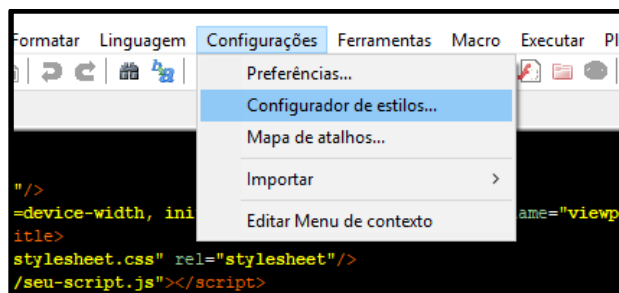 Formatar Linguagem Configurações Ferramentas Macro Executar Pl
Preferências...
Configurador de estilos...
Mapa de atalhos...
Importar >
Editar Menu de contexto
"/>
=device-width, ini ame="viewp
itle>
stylesheet.css" rel="stylesheet"/>
/seu-script.js"></script>